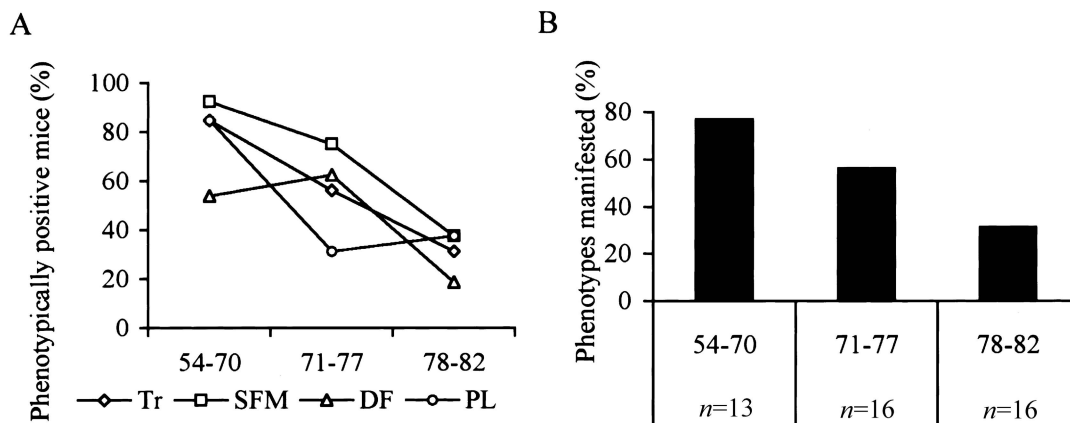 A
Phenotypically positive mice (%)
100
80
60
40
20
0
54-70 71-77 78-82
Tr SFM DF PL
B
Phenotypes manifested (%)
80
60
40
20
0
54-70 71-77 78-82
n=13 n=16 n=16